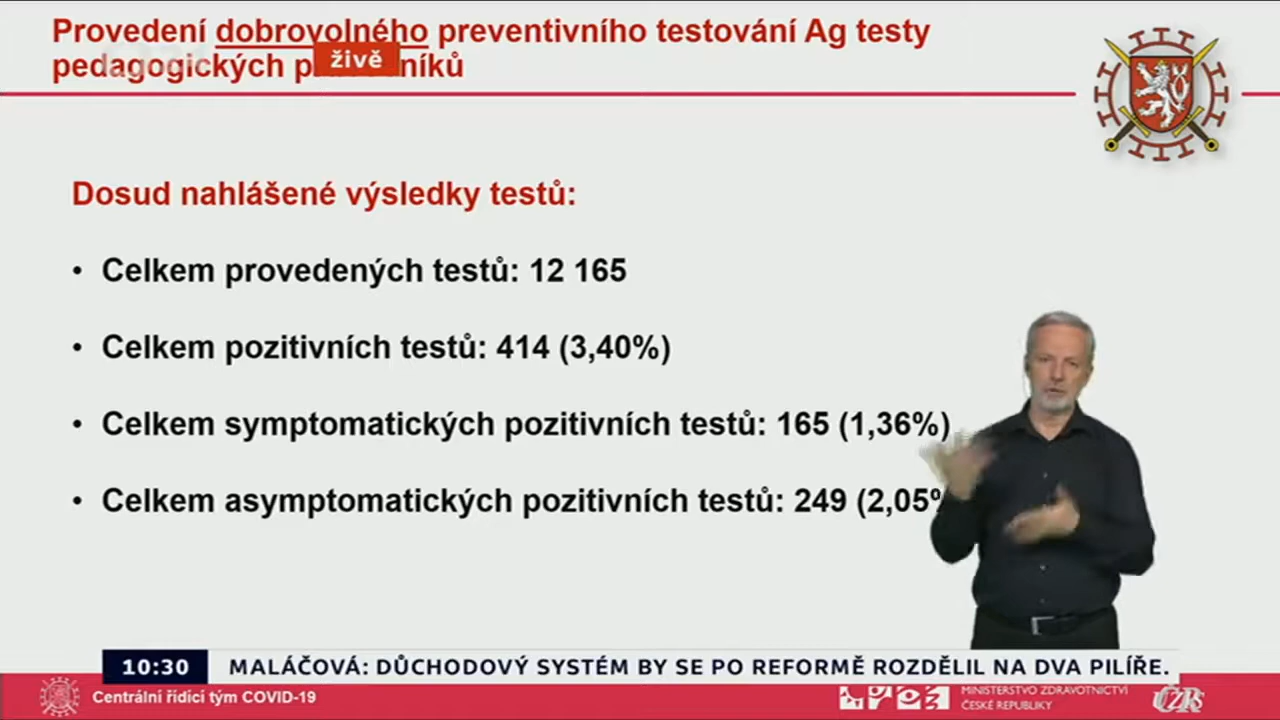 Provedení dobrovolného preventivního testování Ag testy
pedagogických níků
živě
Dosud nahlášené výsledky testů:
• Celkem provedených testů: 12 165
• Celkem pozitivních testů: 414 (3,40%)
• Celkem symptomatických pozitivních testů: 165 (1,36%)
• Celkem asymptomatických pozitivních testů: 249 (2,05%
10:30 MALÁČOVÁ: DŮCHODOVÝ SYSTÉM BY SE PO REFORMĚ ROZDĚLIL NA DVA PILÍŘE.
Centrální řídicí tým COVID-19
MINISTERSTVO ZDRAVOTNICTVÍ
ČESKÉ REPUBLIKY